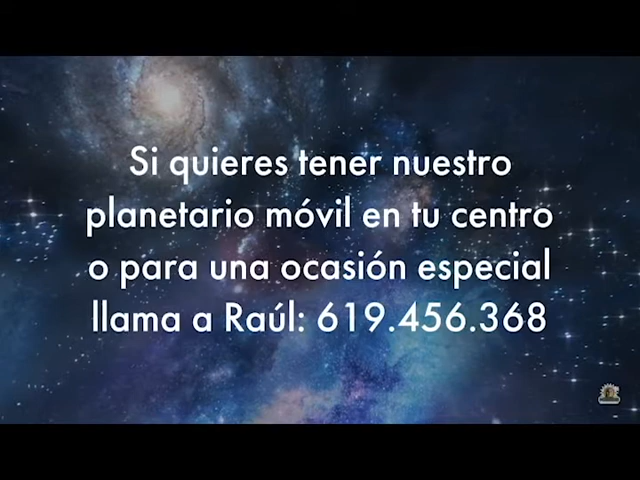 Si quieres tener nuestro
planetario móvil en tu centro
o para una ocasión especial
llama a Raúl: 619.456.368